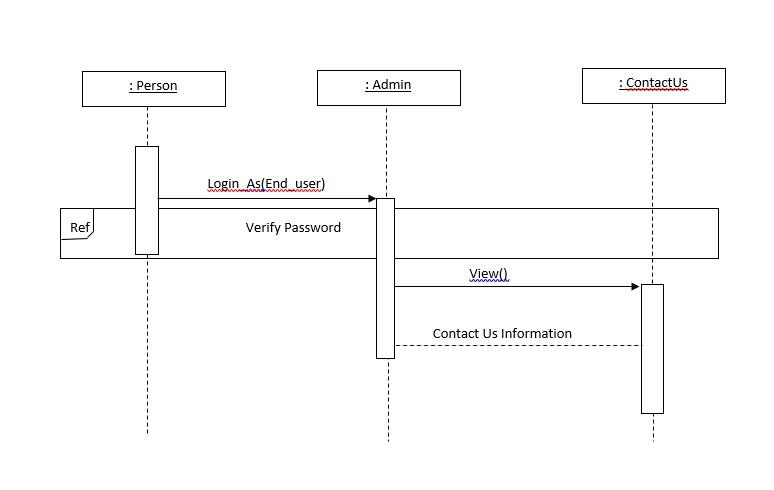 : Person
: Admin
: ContactUs
Login_As(End_user)
Ref
Verify Password
View()
Contact Us Information